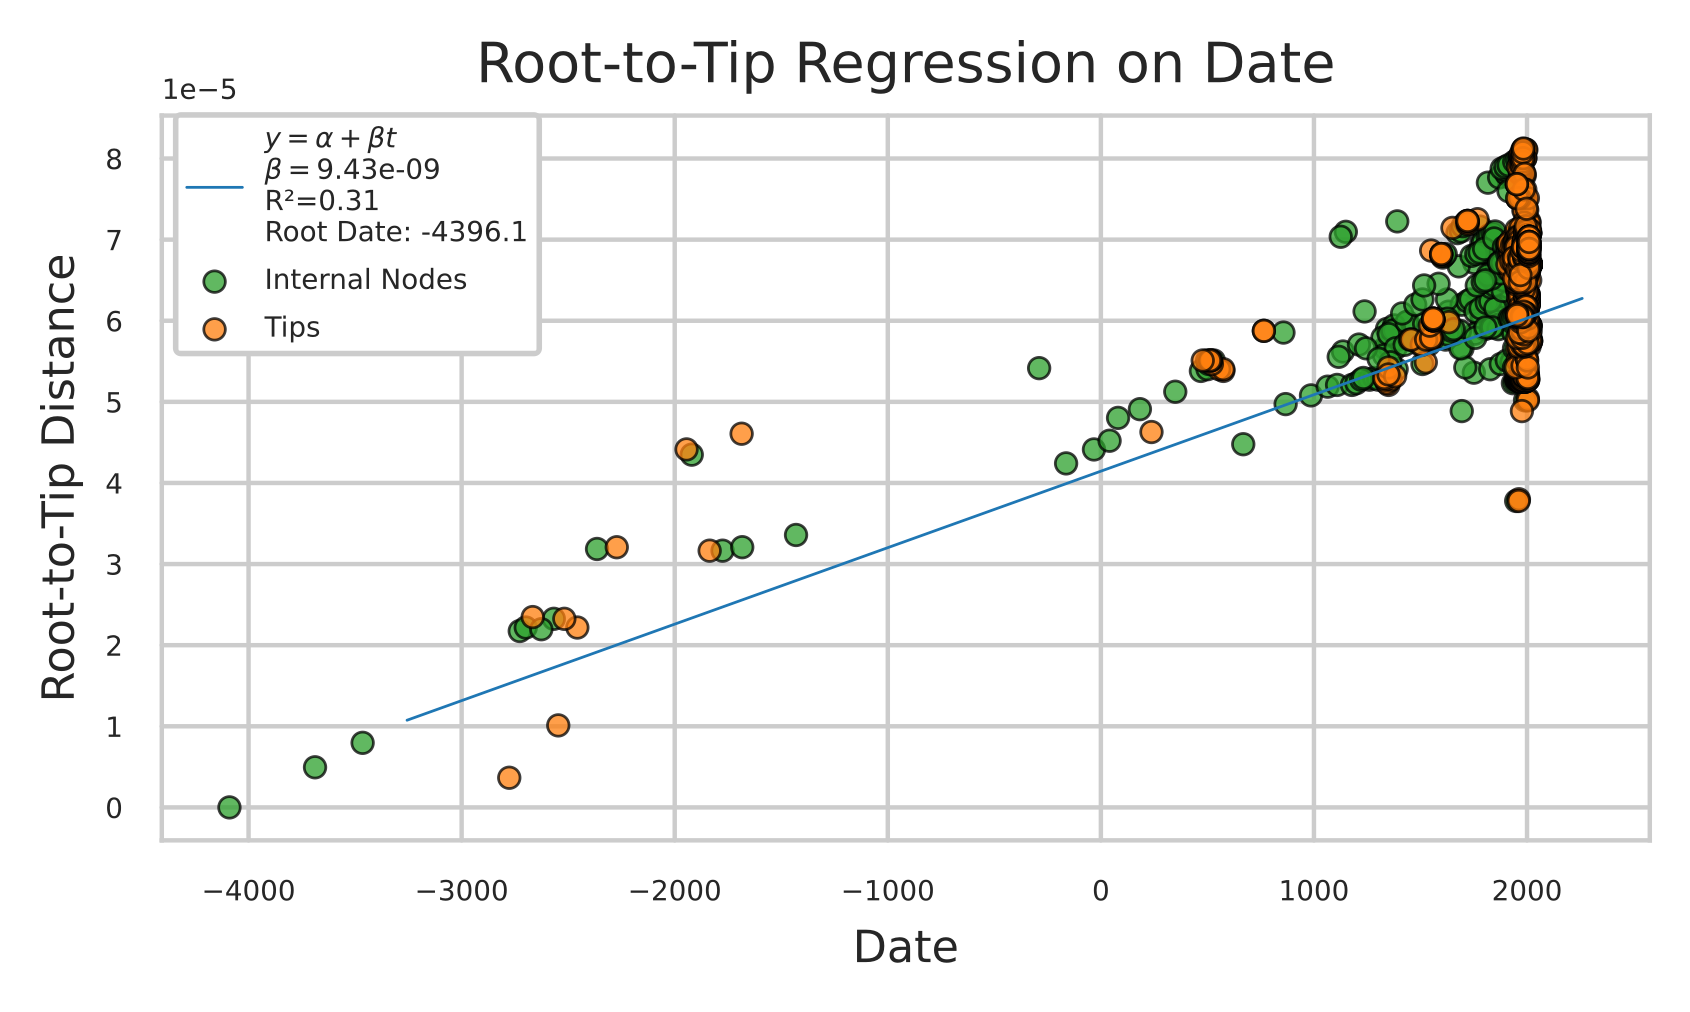 Root-to-Tip Regression on Date
1e−5
y = α + βt
β = 9.43e-09
R²=0.31
Root Date: -4396.1
Internal Nodes
Tips
8
7
6
5
4
3
2
1
0
Root-to-Tip Distance
−4000
−3000
−2000
−1000
0
1000
2000
Date